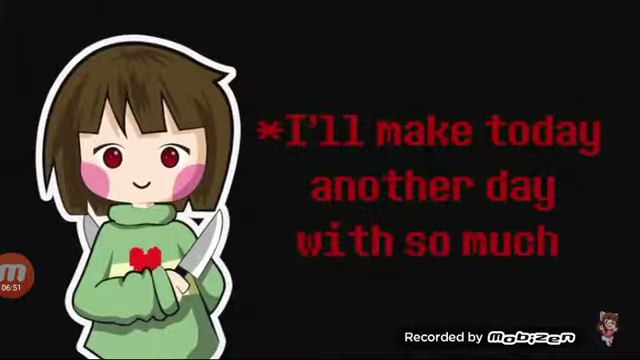 *I'll make today
another day
with so much
06:51
Recorded by mobizen